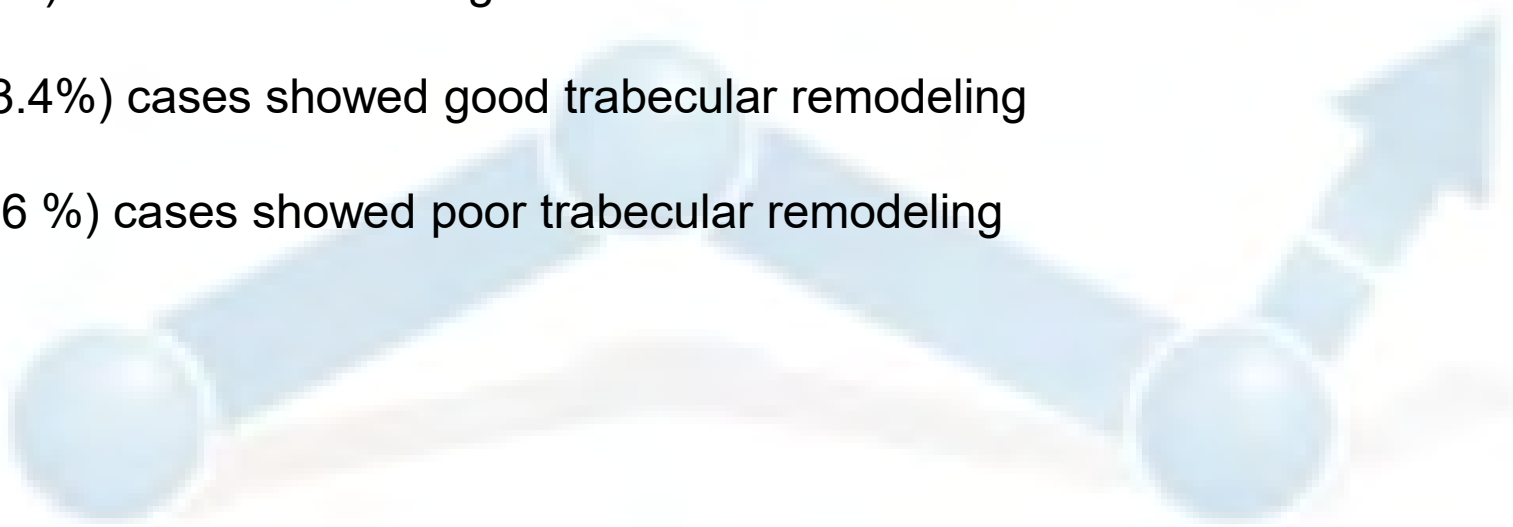 3.4%) cases showed good trabecular remodeling
6 %) cases showed poor trabecular remodeling